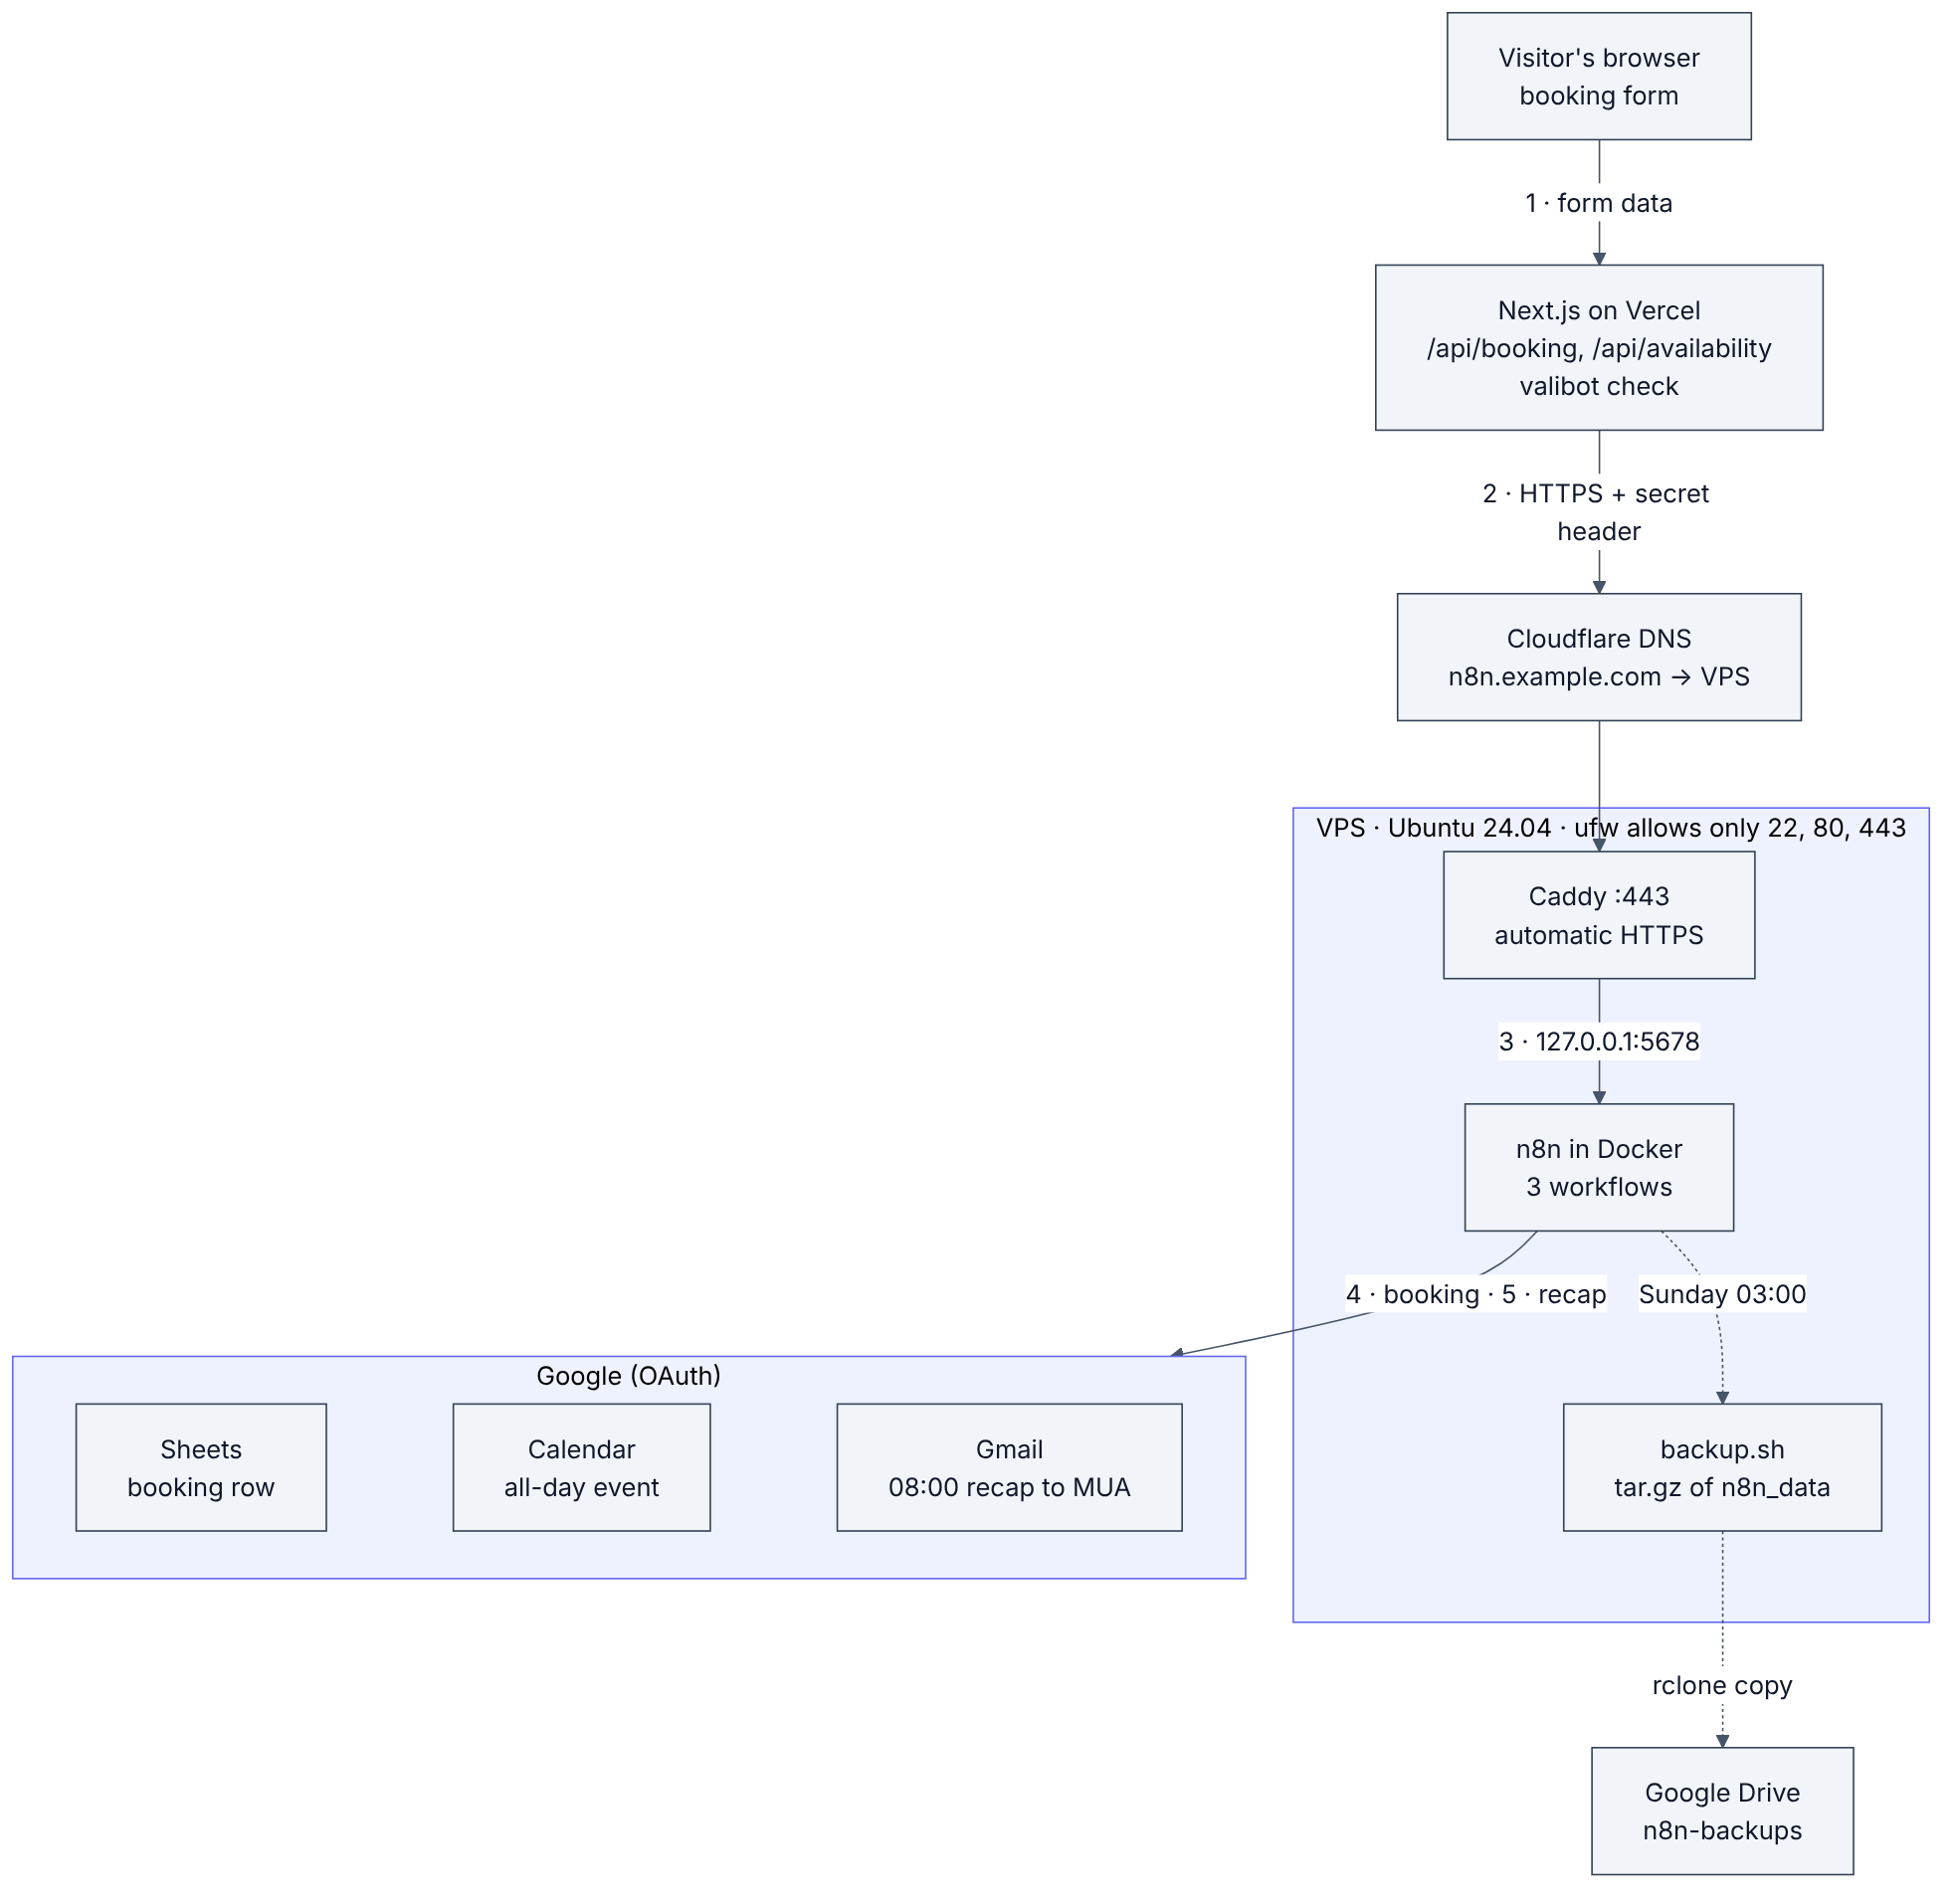 Visitor's browser
booking form
1 · form data
Next.js on Vercel
/api/booking, /api/availability
valibot check
2 · HTTPS + secret
header
Cloudflare DNS
n8n.example.com → VPS
VPS · Ubuntu 24.04 · ufw allows only 22, 80, 443
Caddy :443
automatic HTTPS
3 · 127.0.0.1:5678
n8n in Docker
3 workflows
4 · booking · 5 · recap
Sunday 03:00
Google (OAuth)
Sheets
booking row
Calendar
all-day event
Gmail
08:00 recap to MUA
backup.sh
tar.gz of n8n_data
rclone copy
Google Drive
n8n-backups